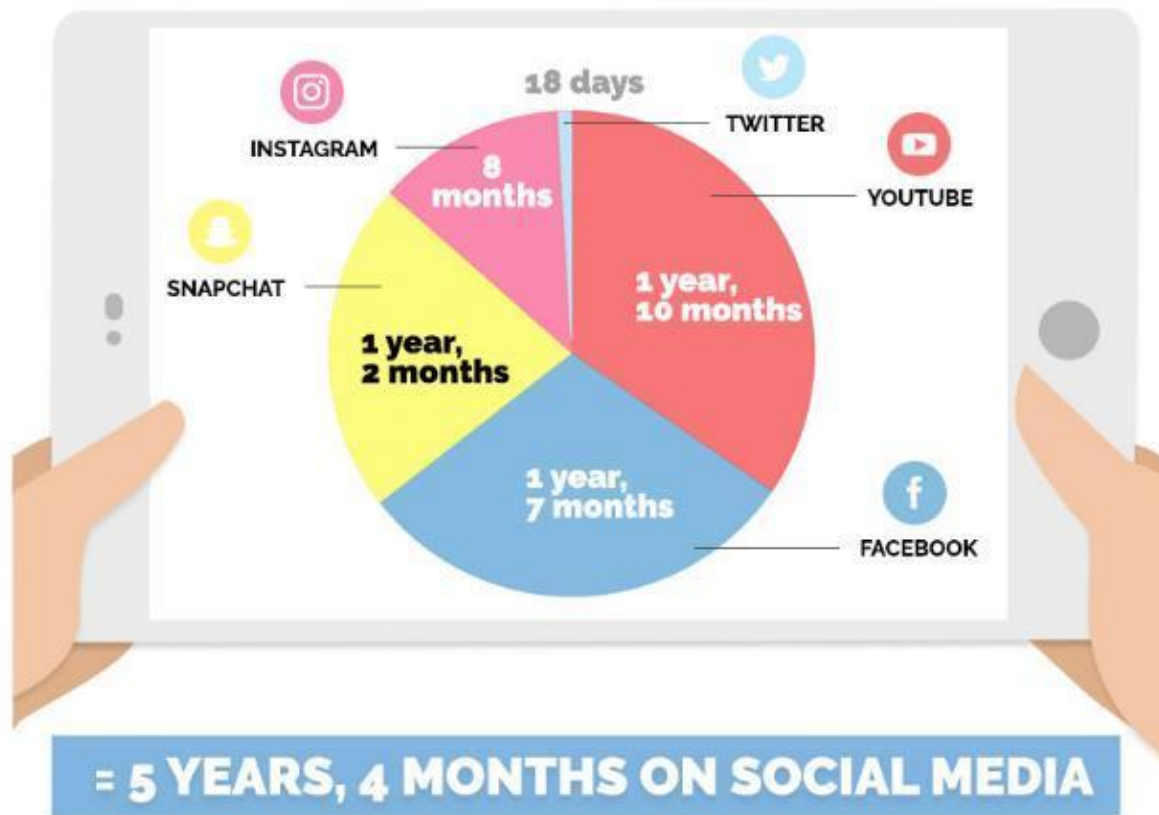 18 days
TWITTER
INSTAGRAM
8
months
YOUTUBE
SNAPCHAT
1 year,
10 months
1 year,
2 months
1 year,
7 months
FACEBOOK
= 5 YEARS, 4 MONTHS ON SOCIAL MEDIA